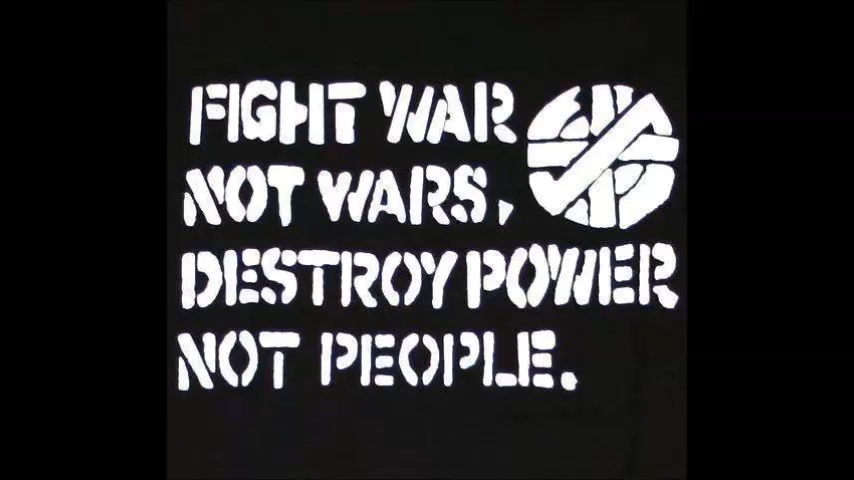 FIGHT WAR
NOT WARS,
DESTROY POWER
NOT PEOPLE.